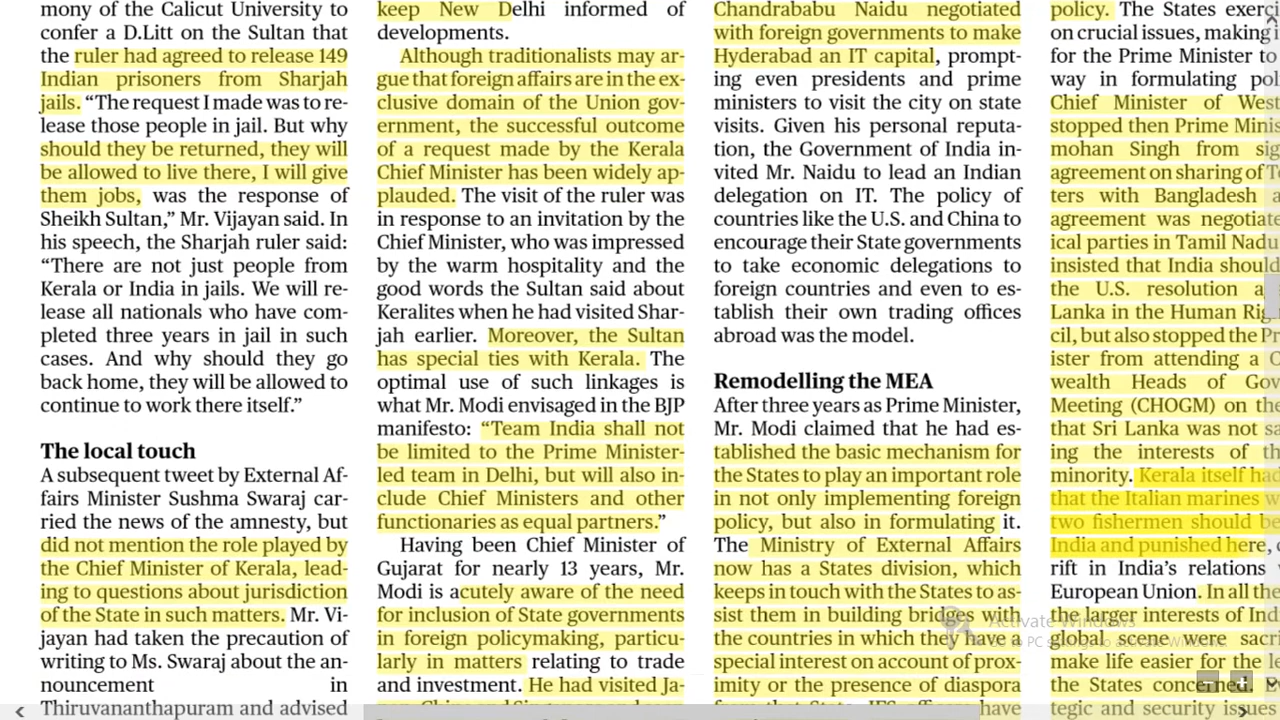 mony of the Calicut University to
confer a D.Litt on the Sultan that
the ruler had agreed to release 149
Indian prisoners from Sharjah
jails. “The request I made was to re-
lease those people in jail. But why
should they be returned, they will
be allowed to live there, I will give
them jobs, was the response of
Sheikh Sultan,” Mr. Vijayan said. In
his speech, the Sharjah ruler said:
“There are not just people from
Kerala or India in jails. We will re-
lease all nationals who have com-
pleted three years in jail in such
cases. And why should they go
back home, they will be allowed to
continue to work there itself.”
The local touch
A subsequent tweet by External Af-
fairs Minister Sushma Swaraj car-
ried the news of the amnesty, but
did not mention the role played by
the Chief Minister of Kerala, lead-
ing to questions about jurisdiction
of the State in such matters. Mr. Vi-
jayan had taken the precaution of
writing to Ms. Swaraj about the an-
nouncement in
Thiruvananthapuram and advised
keep New Delhi informed of
developments.
Although traditionalists may ar-
gue that foreign affairs are in the ex-
clusive domain of the Union gov-
ernment, the successful outcome
of a request made by the Kerala
Chief Minister has been widely ap-
plauded. The visit of the ruler was
in response to an invitation by the
Chief Minister, who was impressed
by the warm hospitality and the
good words the Sultan said about
Keralites when he had visited Shar-
jah earlier. Moreover, the Sultan
has special ties with Kerala. The
optimal use of such linkages is
what Mr. Modi envisaged in the BJP
manifesto: “Team India shall not
be limited to the Prime Minister-
led team in Delhi, but will also in-
clude Chief Ministers and other
functionaries as equal partners.”
Having been Chief Minister of
Gujarat for nearly 13 years, Mr.
Modi is acutely aware of the need
for inclusion of State governments
in foreign policymaking, particu-
larly in matters relating to trade
and investment. He had visited Ja-
Chandrababu Naidu negotiated
with foreign governments to make
Hyderabad an IT capital, prompt-
ing even presidents and prime
ministers to visit the city on state
visits. Given his personal reputa-
tion, the Government of India in-
vited Mr. Naidu to lead an Indian
delegation on IT. The policy of
countries like the U.S. and China to
encourage their State governments
to take economic delegations to
foreign countries and even to es-
tablish their own trading offices
abroad was the model.
Remodelling the MEA
After three years as Prime Minister,
Mr. Modi claimed that he had es-
tablished the basic mechanism for
the States to play an important role
in not only implementing foreign
policy, but also in formulating it.
The Ministry of External Affairs
now has a States division, which
keeps in touch with the States to as-
sist them in building bridges with
the countries in which they have a
special interest on account of prox-
imity or the presence of diaspora
from that State. IFS officers have
policy. The States exerci
on crucial issues, making i
for the Prime Minister to
way in formulating pol
Chief Minister of Wes
stopped then Prime Minis
mohan Singh from sig
agreement on sharing of T
ters with Bangladesh a
agreement was negotiate
ical parties in Tamil Nadu
insisted that India should
the U.S. resolution a
Lanka in the Human Rig
cil, but also stopped the Pr
ister from attending a C
wealth Heads of Gov
Meeting (CHOGM) on the
that Sri Lanka was not sa
ing the interests of th
minority. Kerala itself had
that the Italian marines w
two fishermen should be
India and punished here,
rift in India’s relations
European Union. In all the
the larger interests of Ind
global scene were sacr
make life easier for the le
the States concerned.
tegic and security issues
Activate Windows
Go to PC settings to activate Windows.